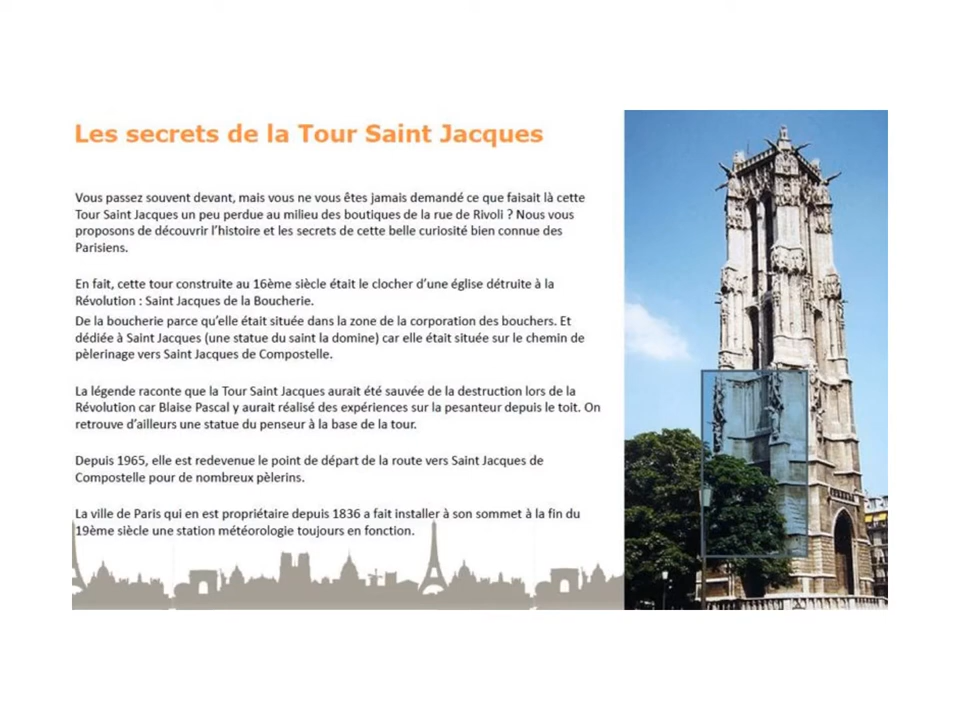 Les secrets de la Tour Saint Jacques
Vous passez souvent devant, mais vous ne vous êtes jamais demandé ce que faisait là cette
Tour Saint Jacques un peu perdue au milieu des boutiques de la rue de Rivoli ? Nous vous
proposons de découvrir l'histoire et les secrets de cette belle curiosité bien connue des
Parisiens.
En fait, cette tour construite au 16ème siècle était le clocher d'une église détruite à la
Révolution : Saint Jacques de la Boucherie.
De la boucherie parce qu'elle était située dans la zone de la corporation des bouchers. Et
dédiée à Saint Jacques (une statue du saint la domine) car elle était située sur le chemin de
pèlerinage vers Saint Jacques de Compostelle.
La légende raconte que la Tour Saint Jacques aurait été sauvée de la destruction lors de la
Révolution car Blaise Pascal y aurait réalisé des expériences sur la pesanteur depuis le toit. On
retrouve d'ailleurs une statue du penseur à la base de la tour.
Depuis 1965, elle est redevenue le point de départ de la route vers Saint Jacques de
Compostelle pour de nombreux pèlerins.
La ville de Paris qui en est propriétaire depuis 1836 a fait installer à son sommet à la fin du
19ème siècle une station météorologie toujours en fonction.